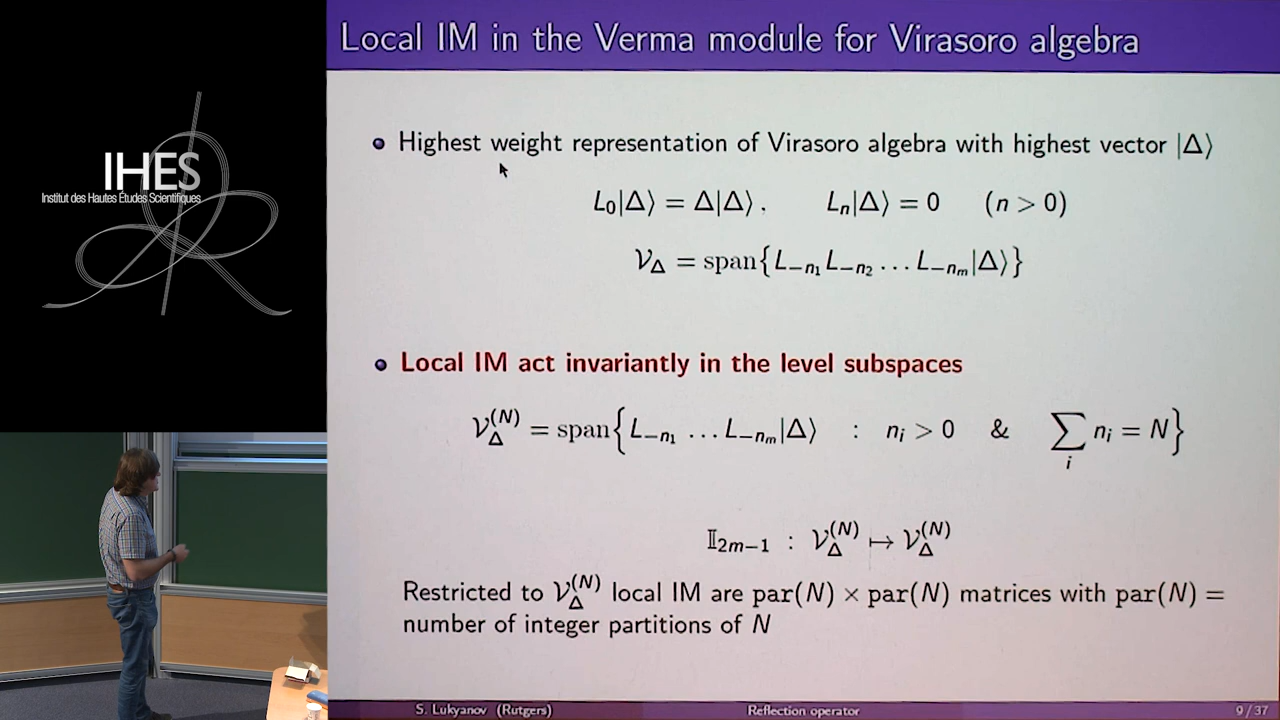 Local IM in the Verma module for Virasoro algebra
IHES
Institut des Hautes Études Scientifiques
Highest weight representation of Virasoro algebra with highest vector |Δ⟩
L₀|Δ⟩ = Δ|Δ⟩ , Lₙ|Δ⟩ = 0 (n > 0)
𝒱_Δ = span{L_{−n₁} L_{−n₂} … L_{−n_m}|Δ⟩}
Local IM act invariantly in the level subspaces
𝒱_Δ^{(N)} = span{L_{−n₁} … L_{−n_m}|Δ⟩ : n_i > 0 & ∑_i n_i = N}
𝕀_{2m−1} : 𝒱_Δ^{(N)} ↦ 𝒱_Δ^{(N)}
Restricted to 𝒱_Δ^{(N)} local IM are par(N) × par(N) matrices with par(N) =
number of integer partitions of N
S. Lukyanov (Rutgers) Reflection operator 9 / 37